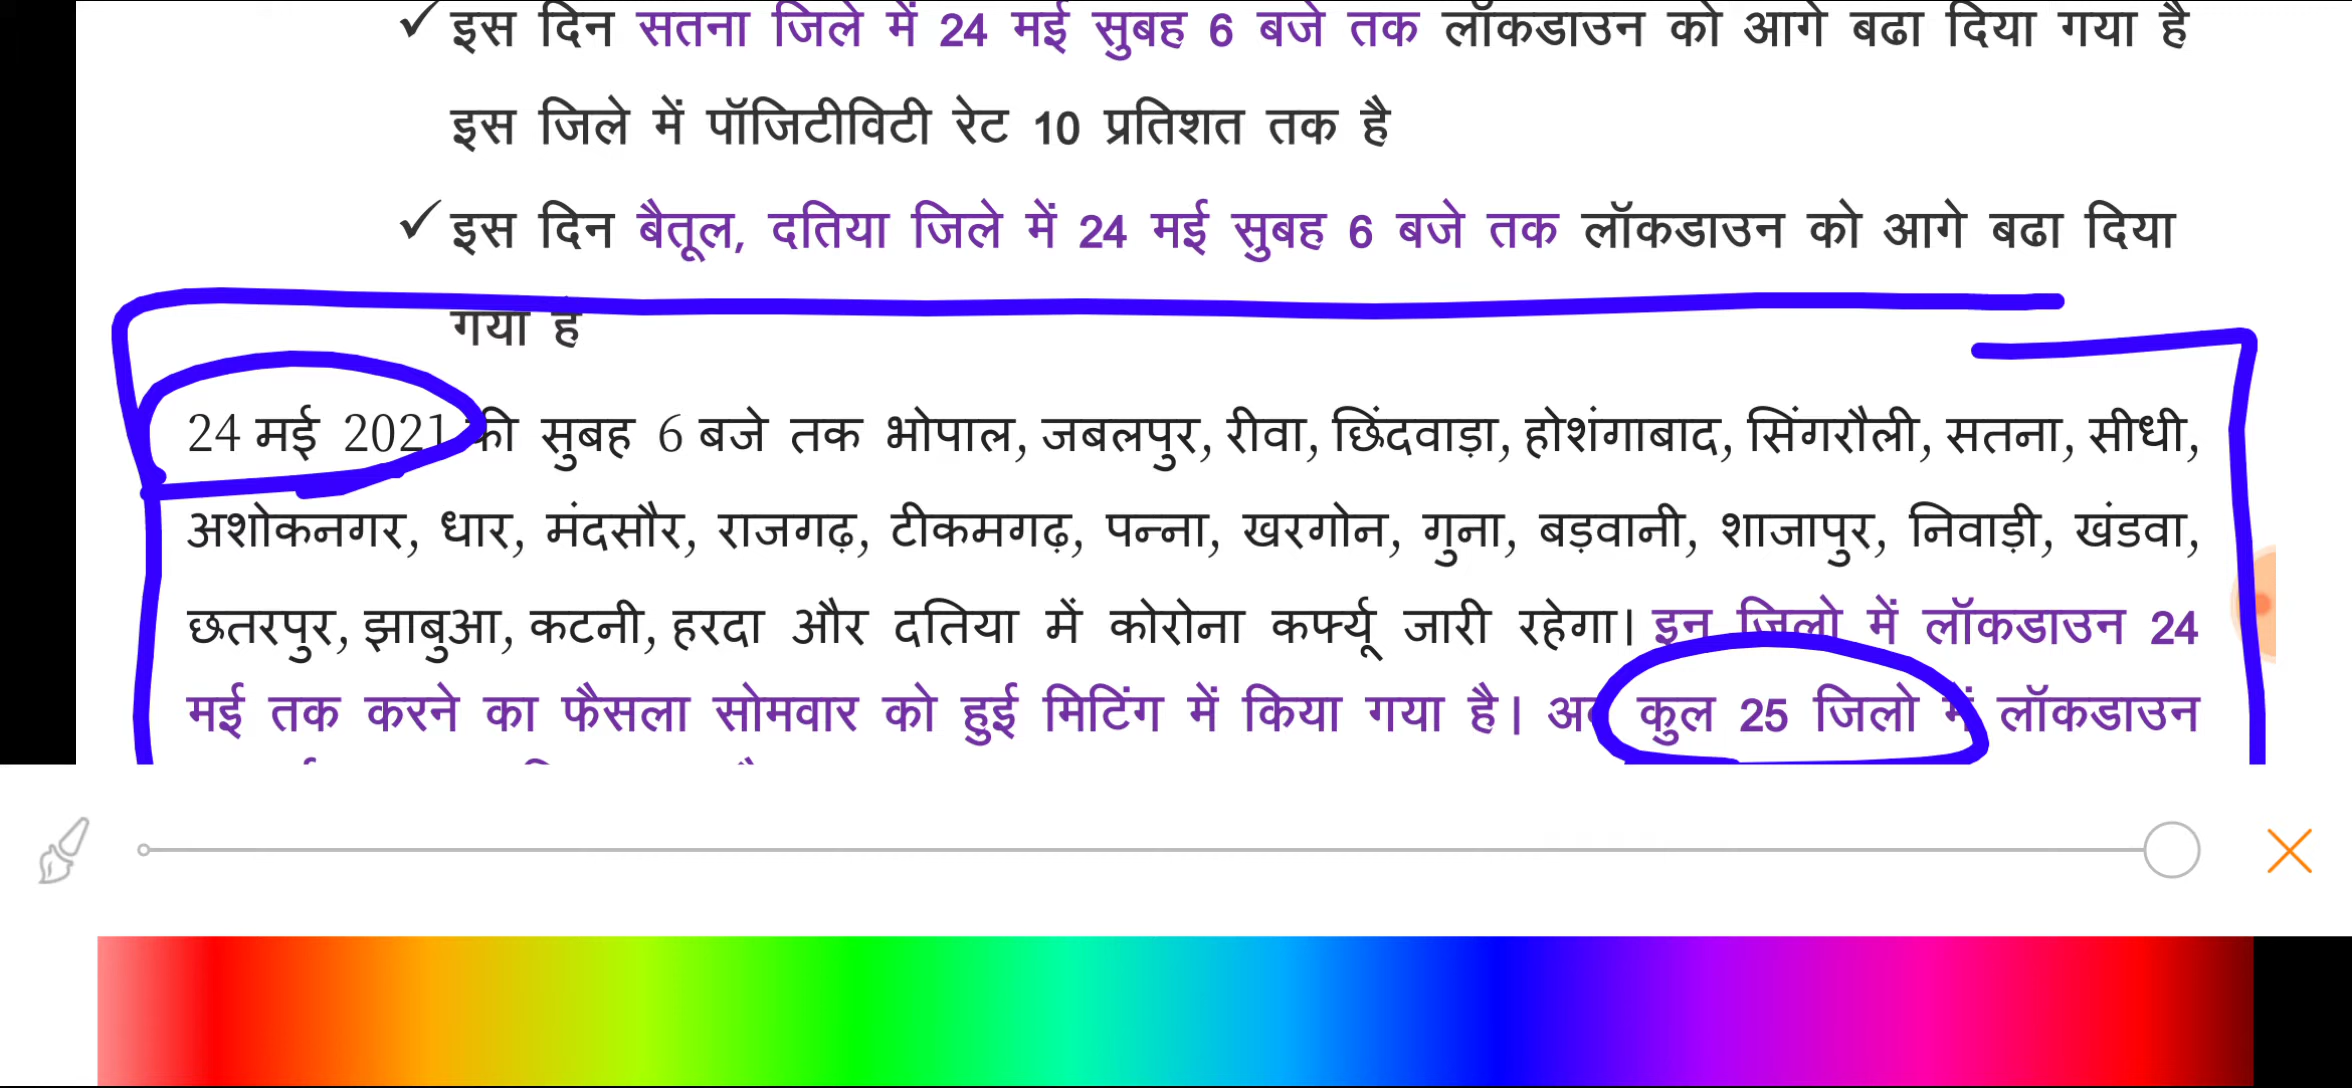 ✓ इस दिन सतना जिले में 24 मई सुबह 6 बजे तक लॉकडाउन को आगे बढा दिया गया है
इस जिले में पॉजिटीविटी रेट 10 प्रतिशत तक है
✓ इस दिन बैतूल, दतिया जिले में 24 मई सुबह 6 बजे तक लॉकडाउन को आगे बढा दिया
गया है
24 मई 2021 की सुबह 6 बजे तक भोपाल, जबलपुर, रीवा, छिंदवाड़ा, होशंगाबाद, सिंगरौली, सतना, सीधी,
अशोकनगर, धार, मंदसौर, राजगढ़, टीकमगढ़, पन्ना, खरगोन, गुना, बड़वानी, शाजापुर, निवाड़ी, खंडवा,
छतरपुर, झाबुआ, कटनी, हरदा और दतिया में कोरोना कर्फ्यू जारी रहेगा। इन जिलो में लॉकडाउन 24
मई तक करने का फैसला सोमवार को हुई मिटिंग में किया गया है। कुल 25 जिलो में लॉकडाउन